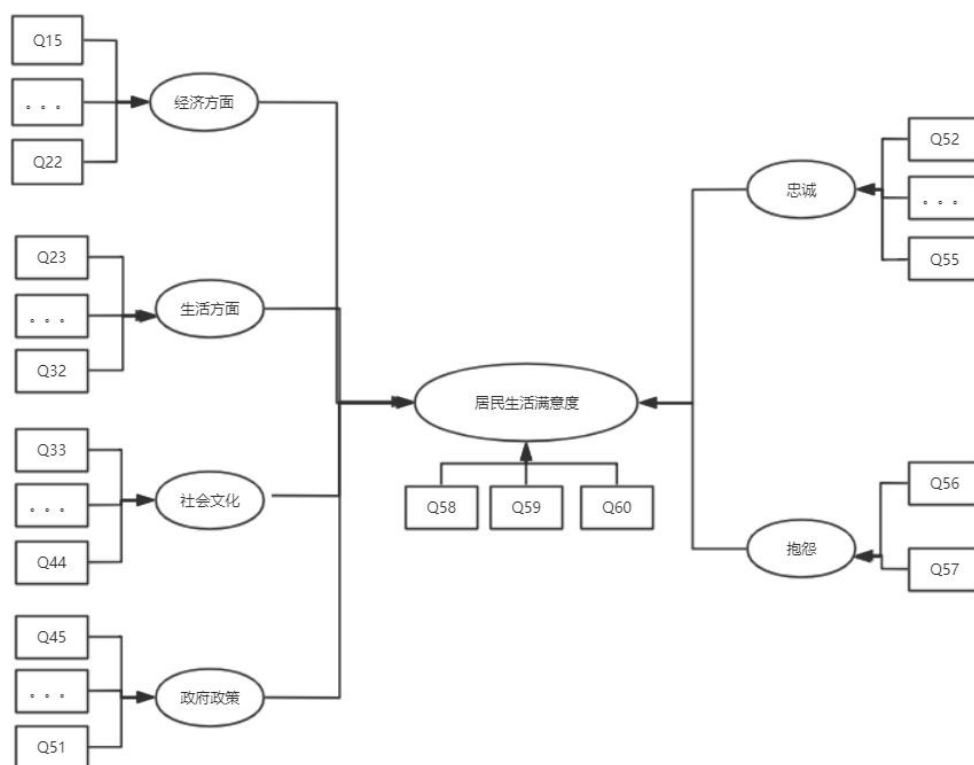 Q15
。。。
Q22
经济方面
Q23
。。。
Q32
生活方面
Q33
。。。
Q44
社会文化
Q45
。。。
Q51
政府政策
居民生活满意度
Q58
Q59
Q60
忠诚
Q52
。。。
Q55
抱怨
Q56
Q57